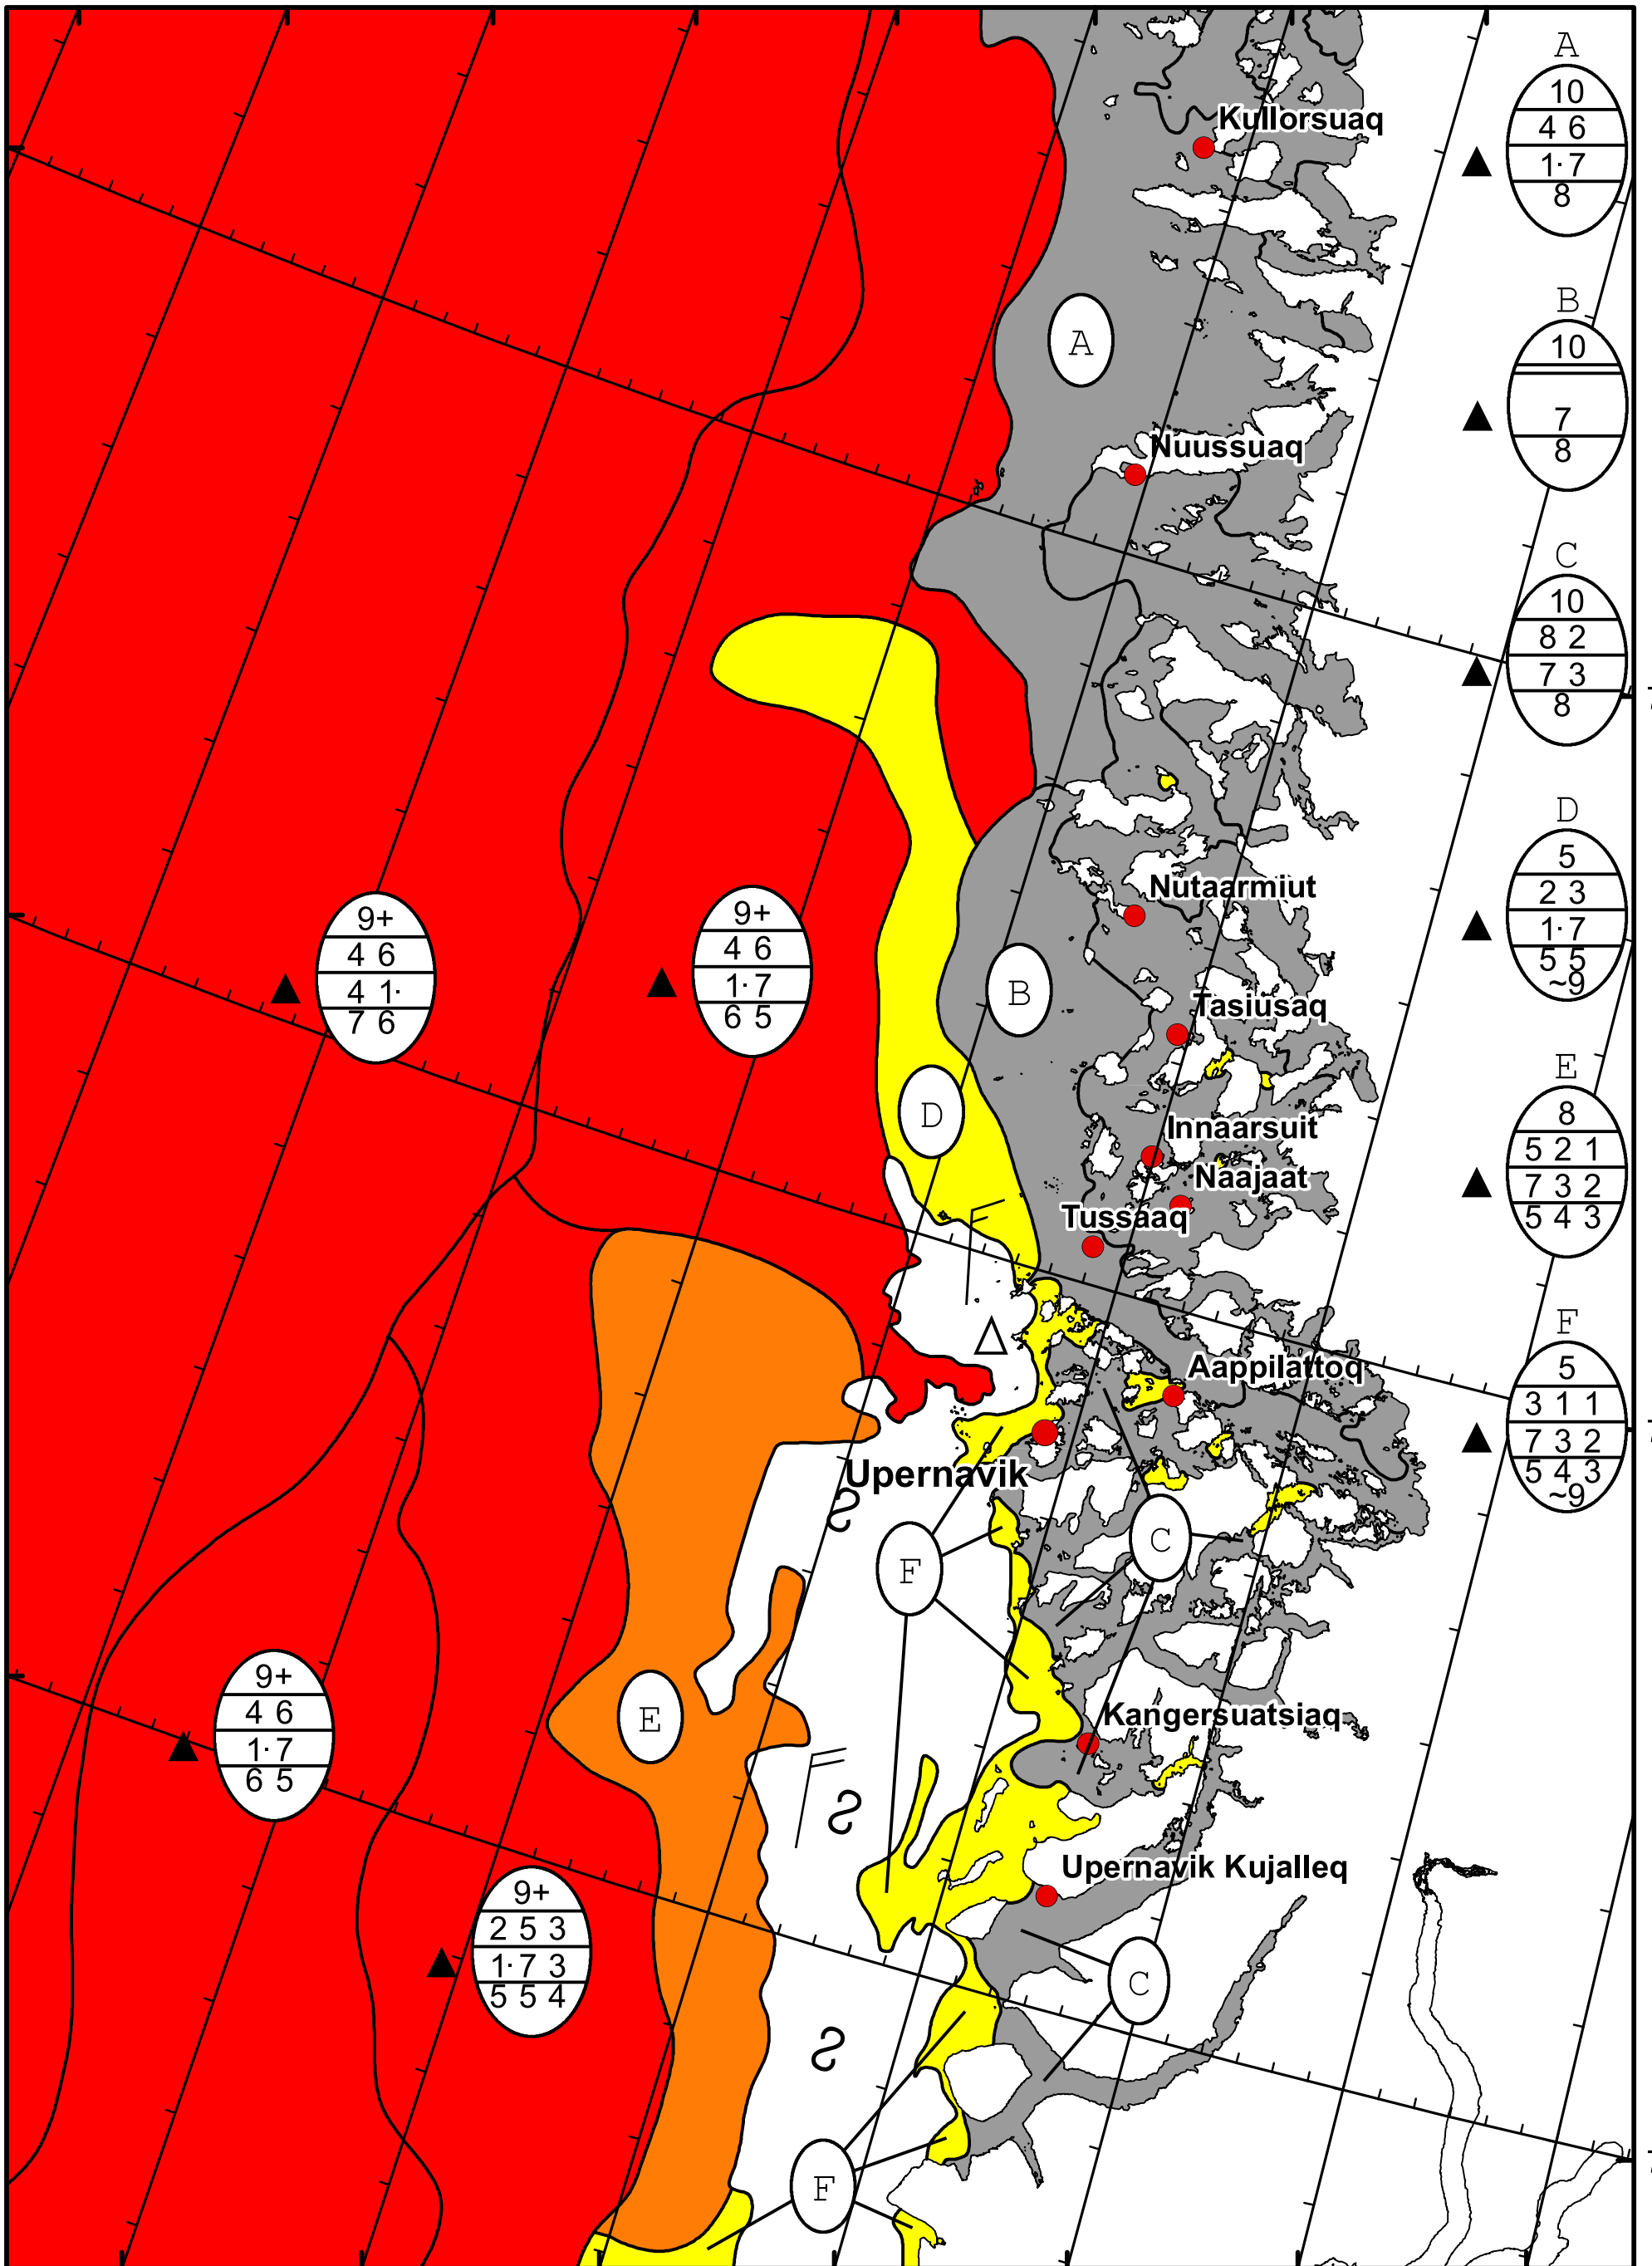 A
10
4 6
1· 7
8
Kullorsuaq
B
10
7
8
A
Nuussuaq
C
10
8 2
7 3
8
D
5
2 3
1· 7
5 5
~9
Nutaarmiut
9+
4 6
4 1·
7 6
9+
4 6
1· 7
6 5
B
Tasiusaq
D
E
8
5 2 1
7 3 2
5 4 3
Innaarsuit
Naajaat
Tussaaq
F
5
3 1 1
7 3 2
5 4 3
~9
Aappilattoq
Upernavik
C
F
9+
4 6
1· 7
6 5
E
Kangersuatsiaq
Upernavik Kujalleq
9+
2 5 3
1· 7 3
5 5 4
C
F